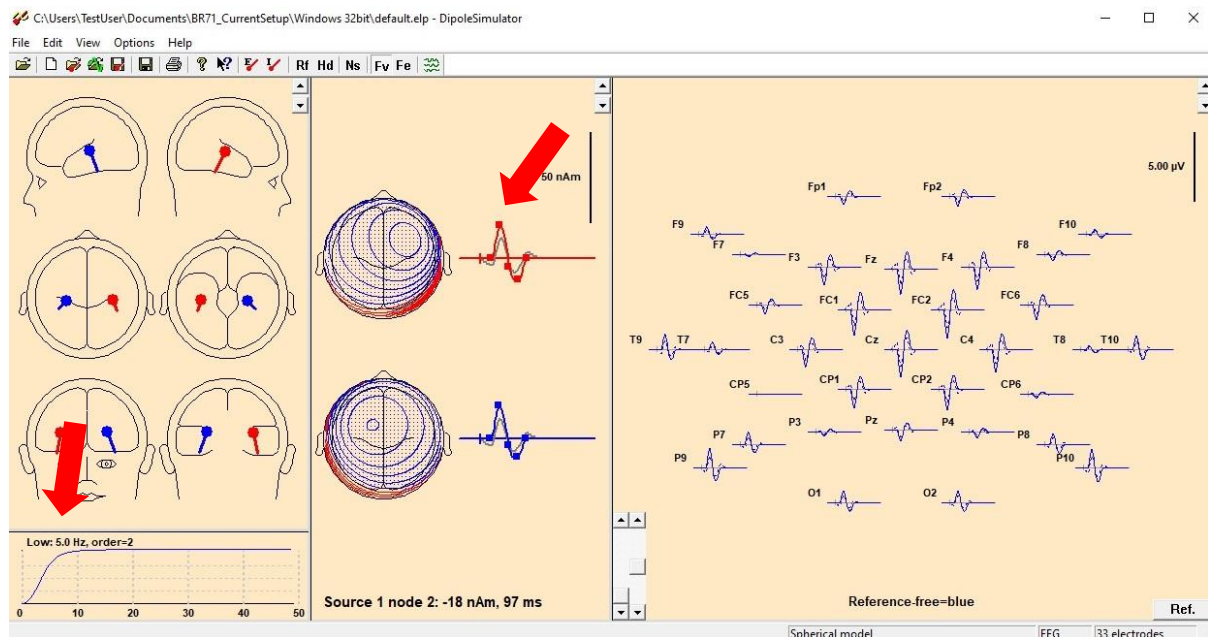 C:\Users\TestUser\Documents\BR71_CurrentSetup\Windows 32bit\default.elp - DipoleSimulator
File Edit View Options Help
Rf Hd Ns Fv Fe
50 nAm
5.00 µV
Fp1 Fp2
F9 F10
F7 F8
F3 Fz F4
FC5 FC1 FC2 FC6
T9 T7 C3 Cz C4 T8 T10
CP5 CP1 CP2 CP6
P7 P3 Pz P4 P8
P9 P10
O1 O2
Low: 5.0 Hz, order=2
0 10 20 30 40 50
Source 1 node 2: -18 nAm, 97 ms
Reference-free=blue
Ref.
Spherical model EEG 33 electrodes